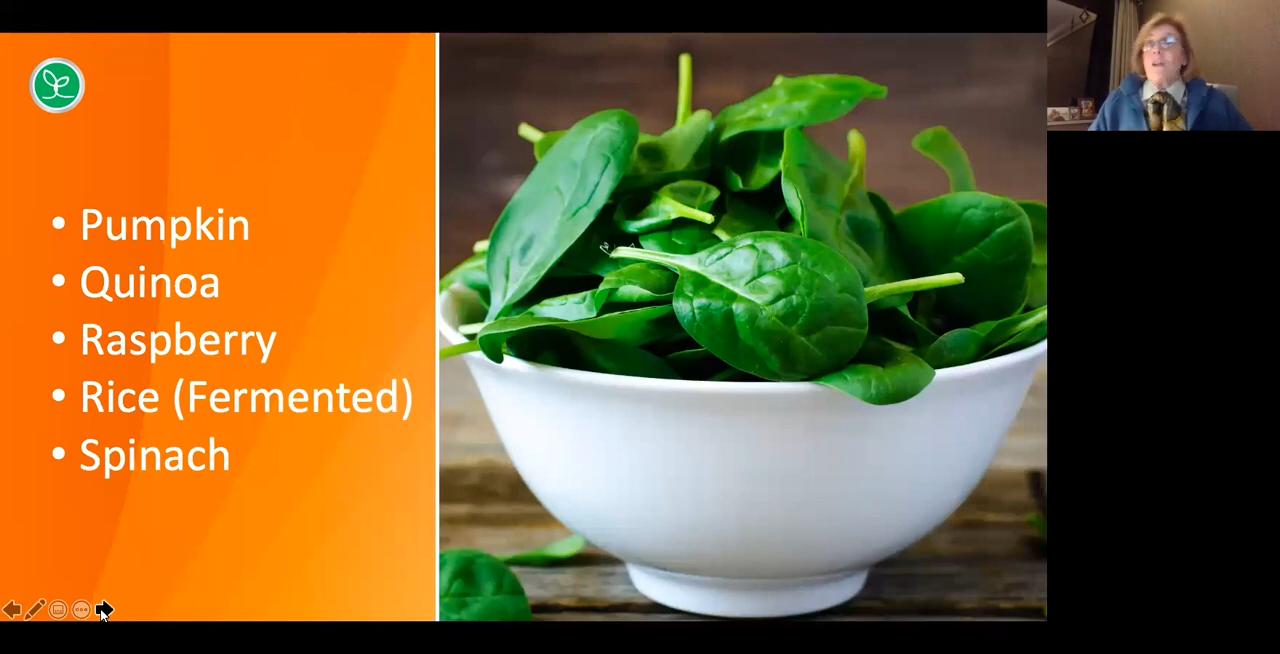 • Pumpkin
• Quinoa
• Raspberry
• Rice (Fermented)
• Spinach